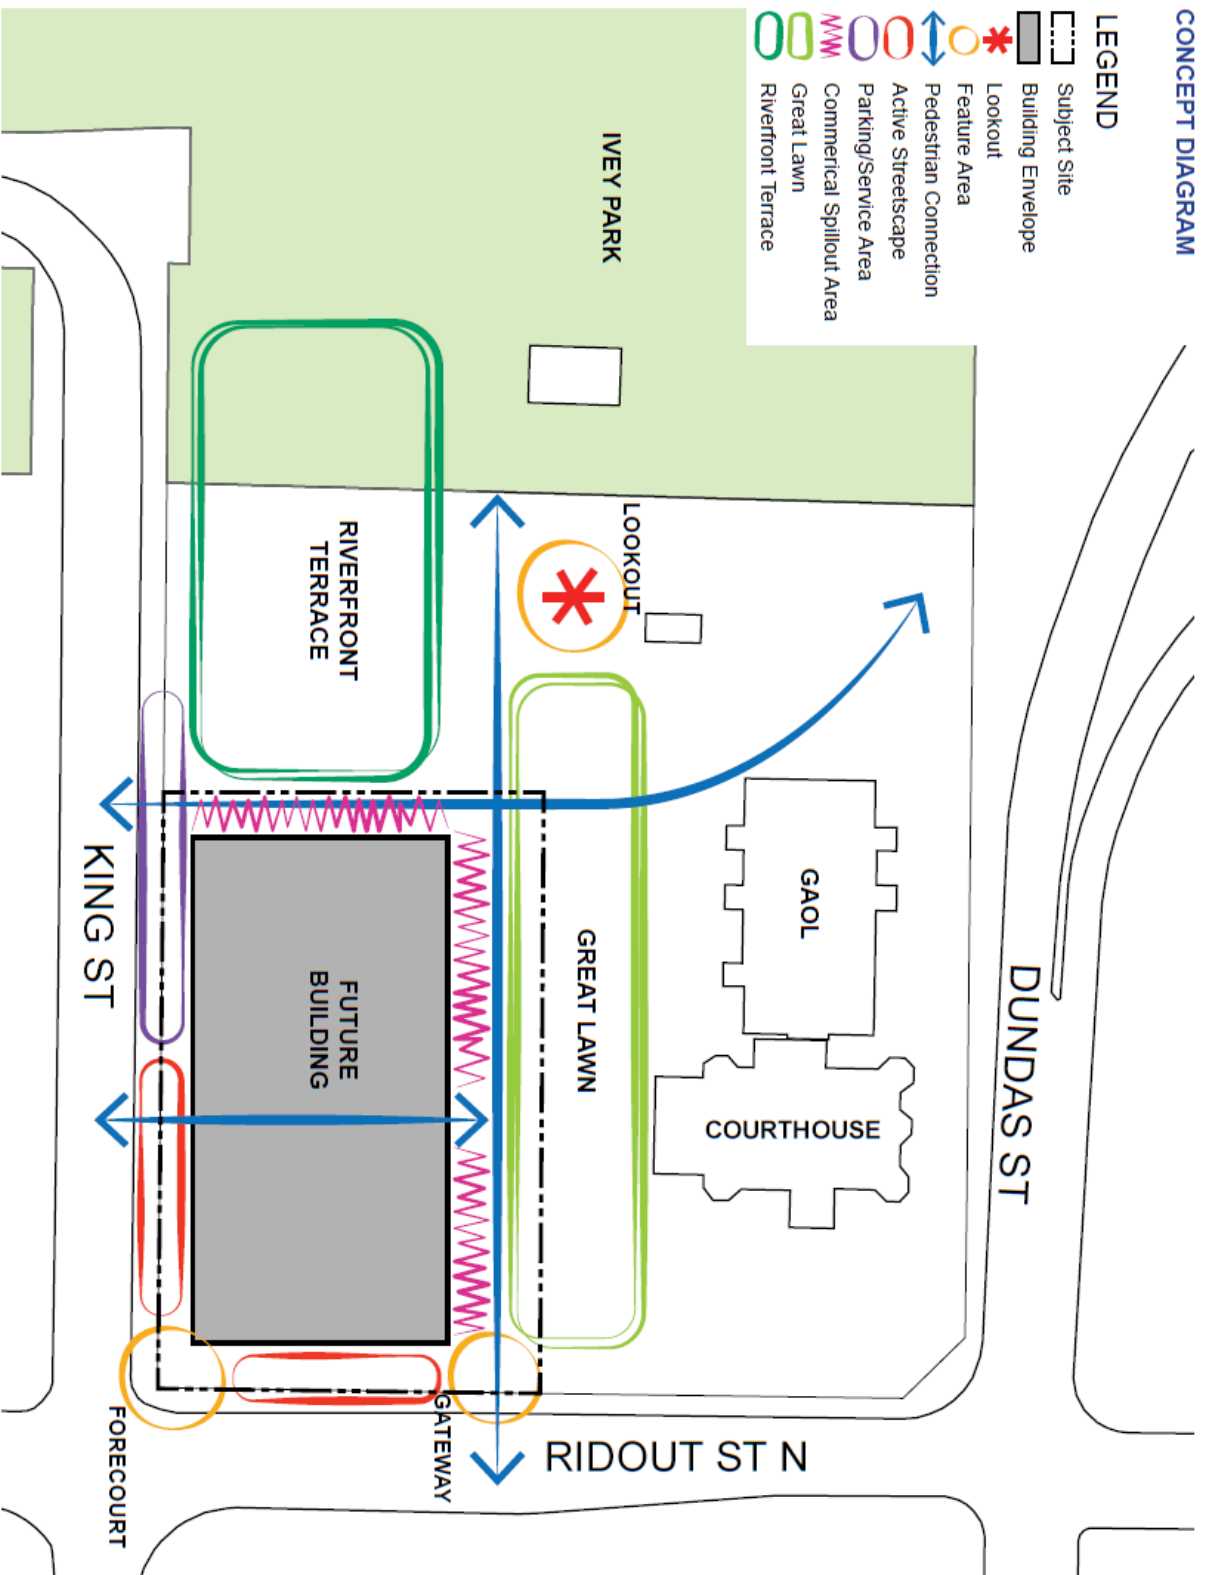 CONCEPT DIAGRAM
LEGEND
Subject Site
Building Envelope
Lookout
Feature Area
Pedestrian Connection
Active Streetscape
Parking/Service Area
Commerical Spillout Area
Great Lawn
Riverfront Terrace
IVEY PARK
LOOKOUT
RIVERFRONT
TERRACE
GAOL
GREAT LAWN
COURTHOUSE
DUNDAS ST
FUTURE
BUILDING
KING ST
GATEWAY
RIDOUT ST N
FORECOURT